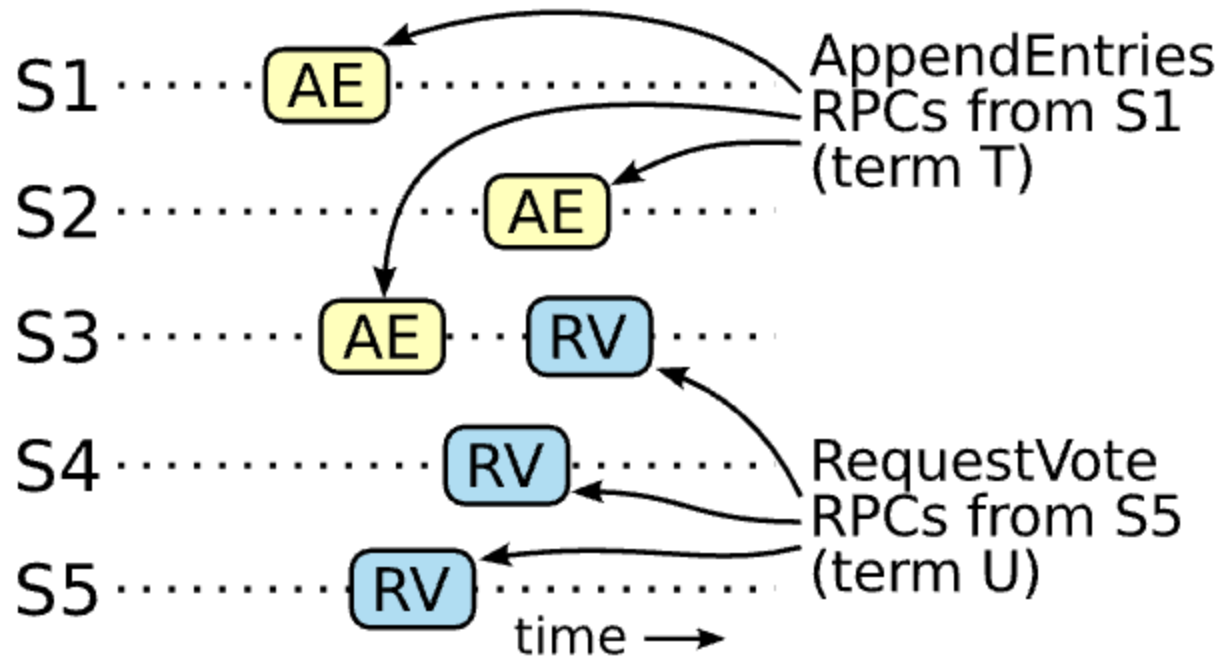 S1 AE AppendEntries
RPCs from S1
(term T)
S2 AE
S3 AE RV
S4 RV RequestVote
RPCs from S5
(term U)
S5 RV
time